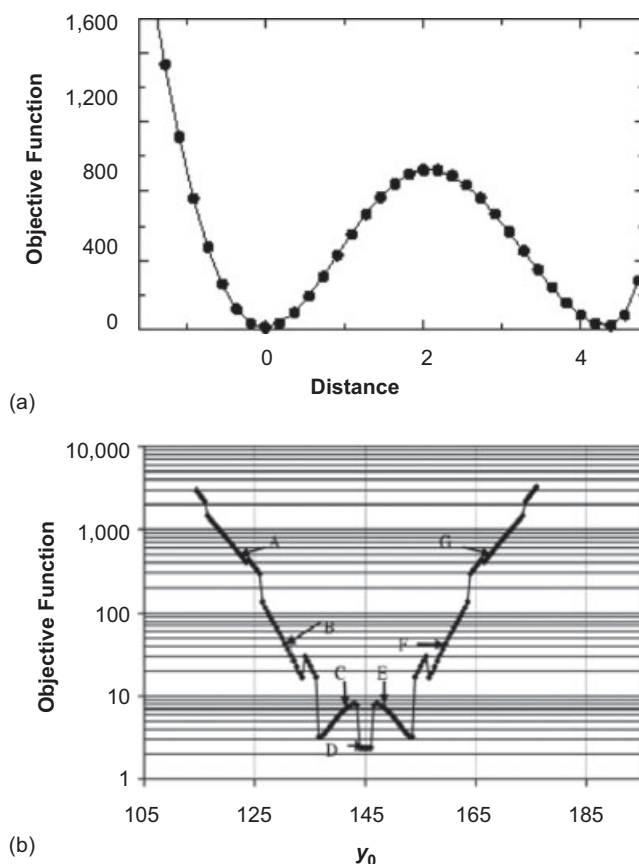 1,600
1,200
800
400
0
Objective Function
0 2 4
Distance
(a)
10,000
1,000
100
10
1
Objective Function
A G
B F
C E
D
105 125 145 165 185
y0
(b)